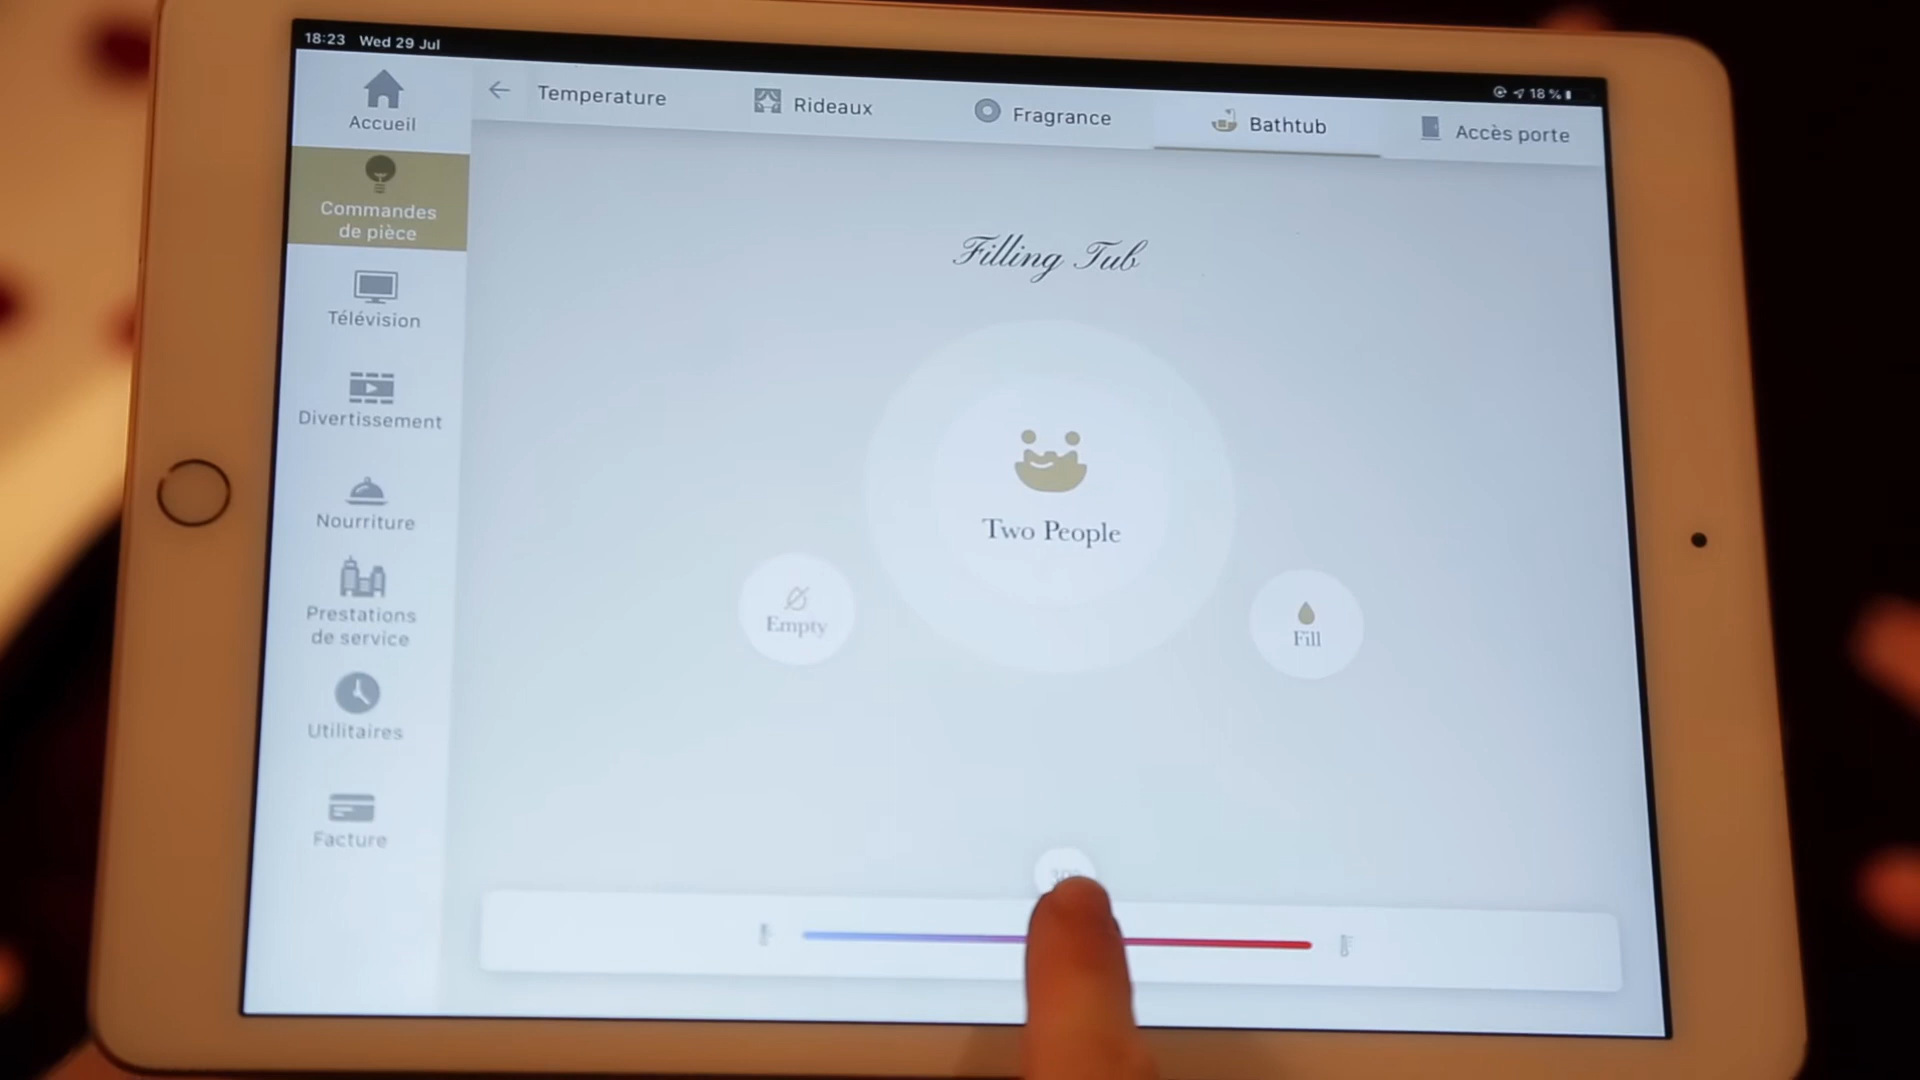 18:23 Wed 29 Jul
18 %
Accueil
Temperature
Rideaux
Fragrance
Bathtub
Accès porte
Commandes
de pièce
Télévision
Divertissement
Nourriture
Prestations
de service
Utilitaires
Facture
Filling Tub
Two People
Empty
Fill